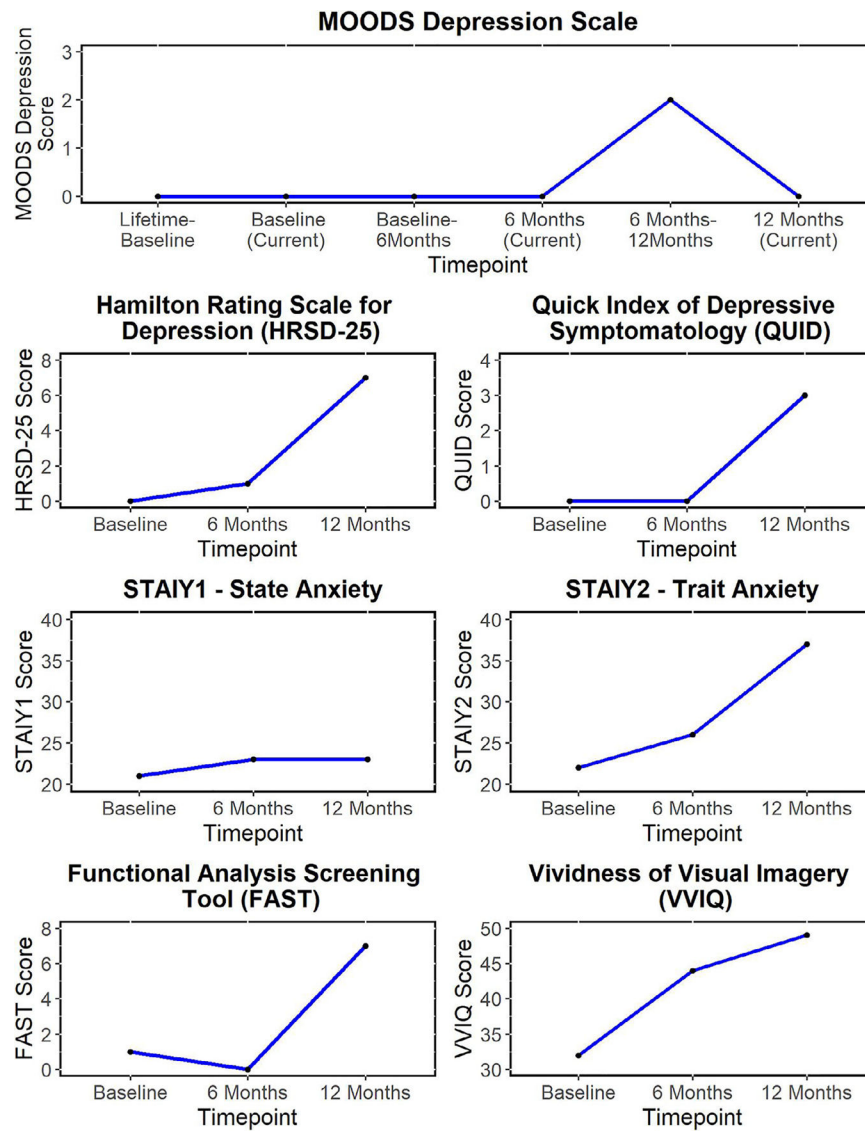 MOODS Depression Scale
MOODS Depression
Score
3
2
1
0
Lifetime-
Baseline
Baseline
(Current)
Baseline-
6Months
6 Months
(Current)
6 Months-
12Months
12 Months
(Current)
Timepoint
Hamilton Rating Scale for
Depression (HRSD-25)
HRSD-25 Score
8
6
4
2
0
Baseline
6 Months
12 Months
Timepoint
Quick Index of Depressive
Symptomatology (QUID)
QUID Score
4
3
2
1
0
Baseline
6 Months
12 Months
Timepoint
STAIY1 - State Anxiety
STAIY1 Score
40
35
30
25
20
Baseline
6 Months
12 Months
Timepoint
STAIY2 - Trait Anxiety
STAIY2 Score
40
35
30
25
20
Baseline
6 Months
12 Months
Timepoint
Functional Analysis Screening
Tool (FAST)
FAST Score
8
6
4
2
0
Baseline
6 Months
12 Months
Timepoint
Vividness of Visual Imagery
(VVIQ)
VVIQ Score
50
45
40
35
30
Baseline
6 Months
12 Months
Timepoint